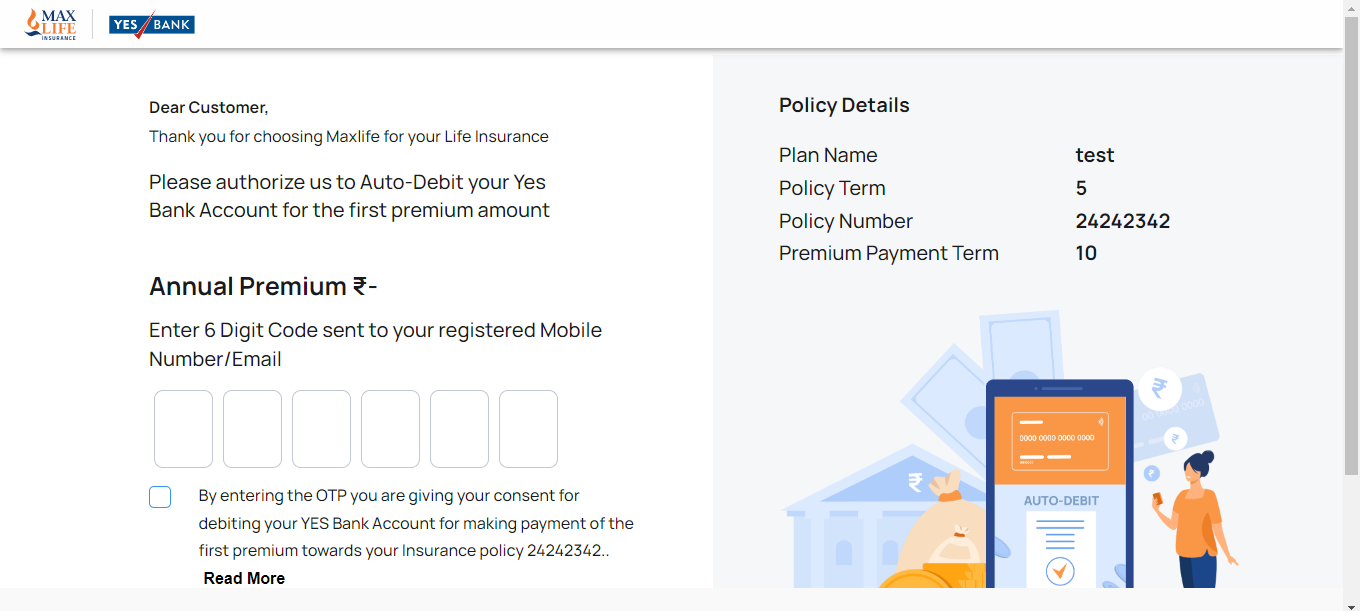 MAX
LIFE
INSURANCE
YES BANK
Dear Customer,
Thank you for choosing Maxlife for your Life Insurance
Please authorize us to Auto-Debit your Yes
Bank Account for the first premium amount
Annual Premium ₹-
Enter 6 Digit Code sent to your registered Mobile
Number/Email
By entering the OTP you are giving your consent for
debiting your YES Bank Account for making payment of the
first premium towards your Insurance policy 24242342..
Read More
Policy Details
Plan Name test
Policy Term 5
Policy Number 24242342
Premium Payment Term 10
₹
00 0000 0000
0000 0000 0000 0000
₹
₹
₹
AUTO-DEBIT